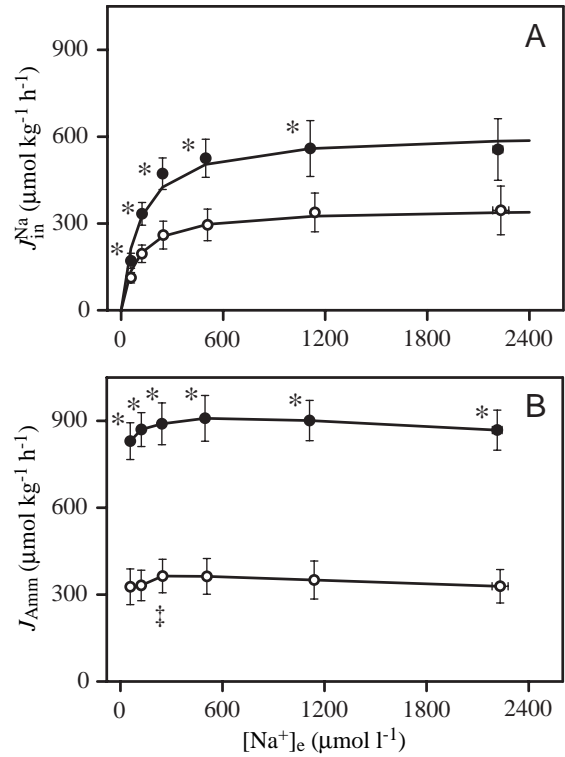 A
900
600
300
0
J^Na_in (µmol kg⁻¹ h⁻¹)
* * * * *
0 600 1200 1800 2400
B
900
600
300
0
J_Amm (µmol kg⁻¹ h⁻¹)
* * * * * *
‡
0 600 1200 1800 2400
[Na⁺]e (µmol l⁻¹)